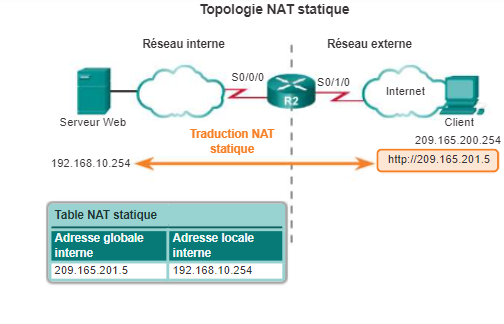 Topologie NAT statique
Réseau interne
Réseau externe
S0/0/0
S0/1/0
R2
Internet
Serveur Web
Client
Traduction NAT
statique
209.165.200.254
192.168.10.254
http://209.165.201.5
Table NAT statique
Adresse globale interne
Adresse locale interne
209.165.201.5
192.168.10.254